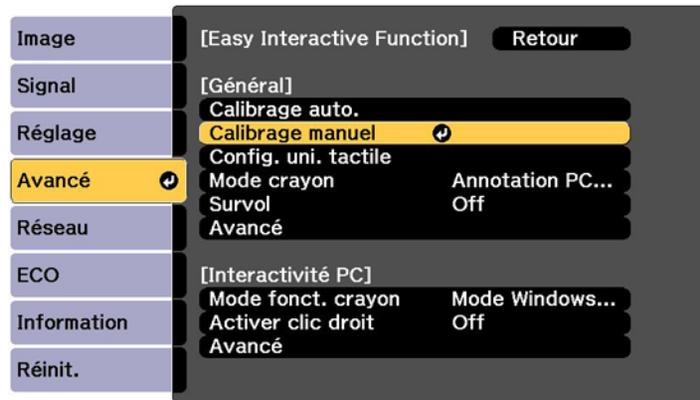 Image
Signal
Réglage
Avancé
Réseau
ECO
Information
Réinit.
[Easy Interactive Function] Retour
[Général]
Calibrage auto.
Calibrage manuel
Config. uni. tactile
Mode crayon Annotation PC...
Survol Off
Avancé
[Interactivité PC]
Mode fonct. crayon Mode Windows...
Activer clic droit Off
Avancé